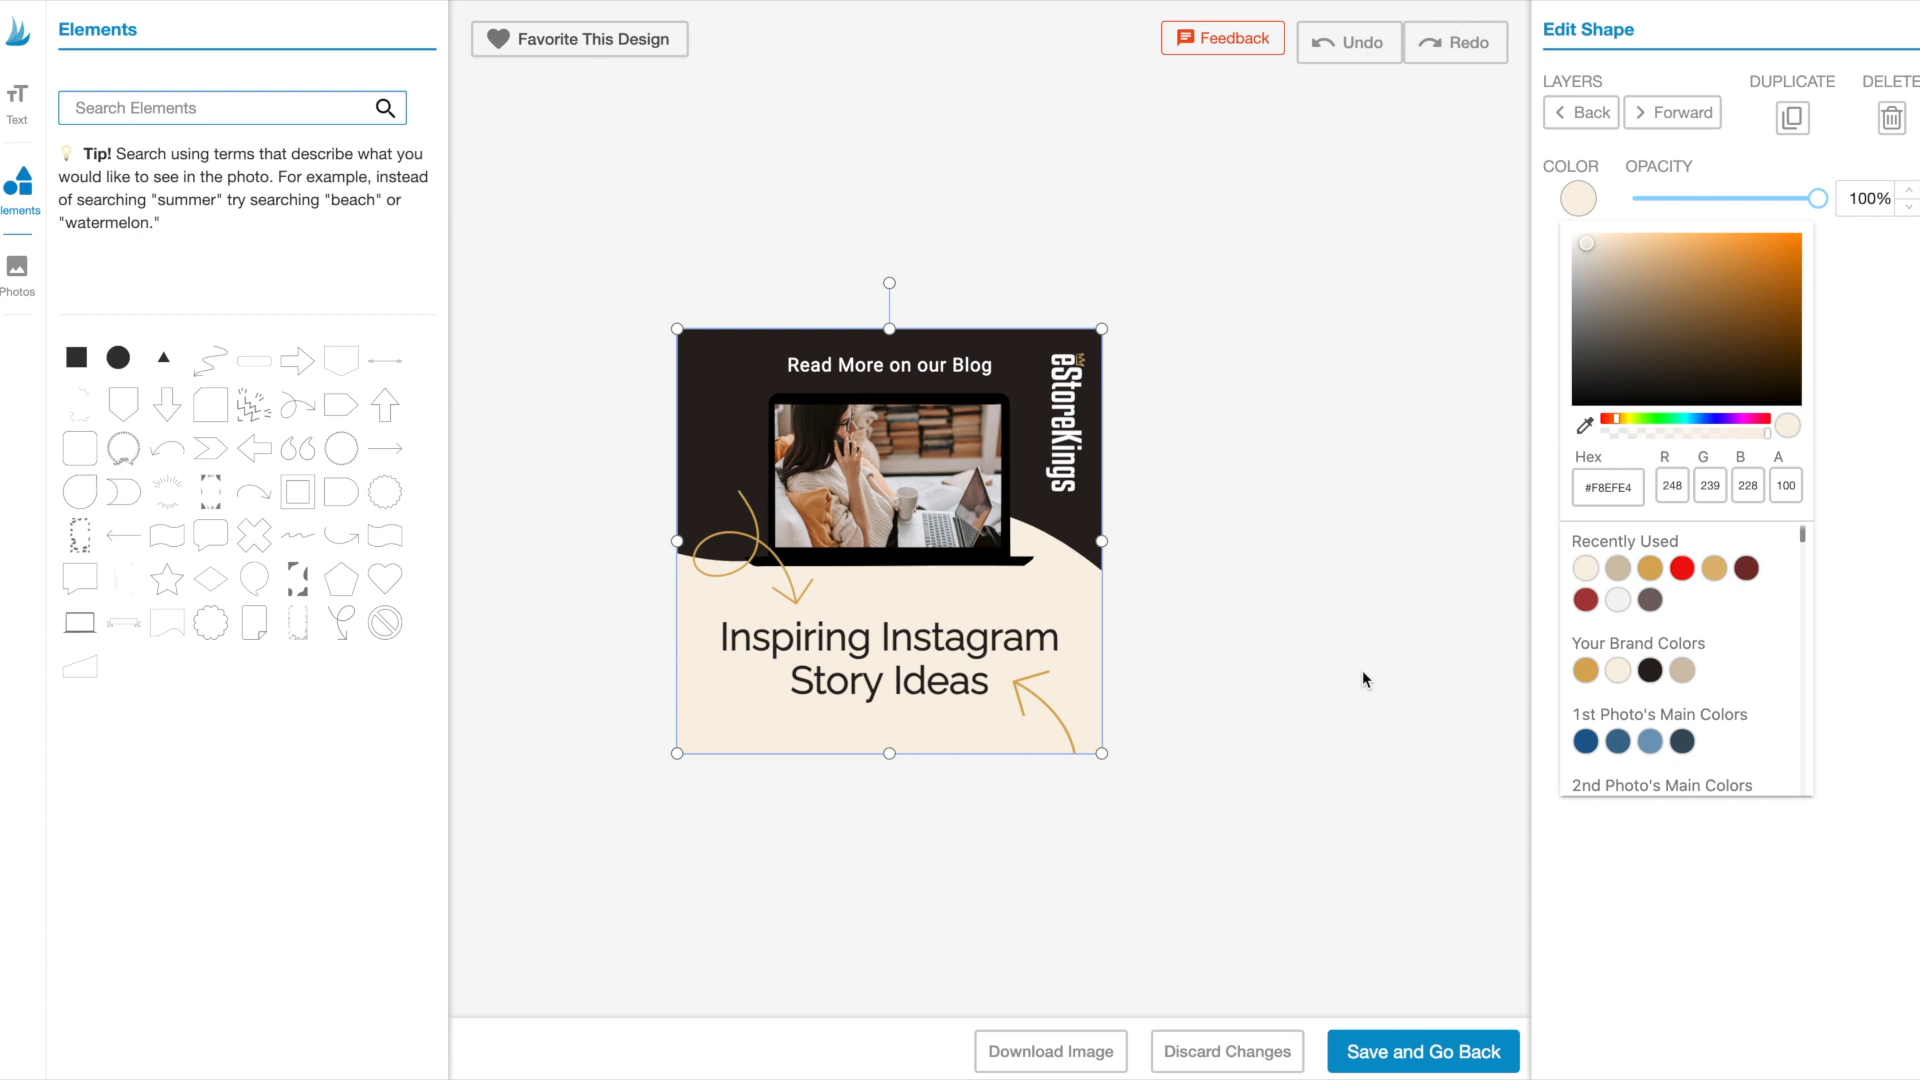 Elements
Favorite This Design
Feedback
Undo
Redo
Edit Shape
Text
lements
Photos
Search Elements
Tip! Search using terms that describe what you
would like to see in the photo. For example, instead
of searching "summer" try searching "beach" or
"watermelon."
LAYERS
DUPLICATE
DELETE
Back
Forward
COLOR
OPACITY
100%
Read More on our Blog
eStoreKings
Inspiring Instagram
Story Ideas
Hex
R
G
B
A
#F8EFE4
248
239
228
100
Recently Used
Your Brand Colors
1st Photo's Main Colors
2nd Photo's Main Colors
Download Image
Discard Changes
Save and Go Back